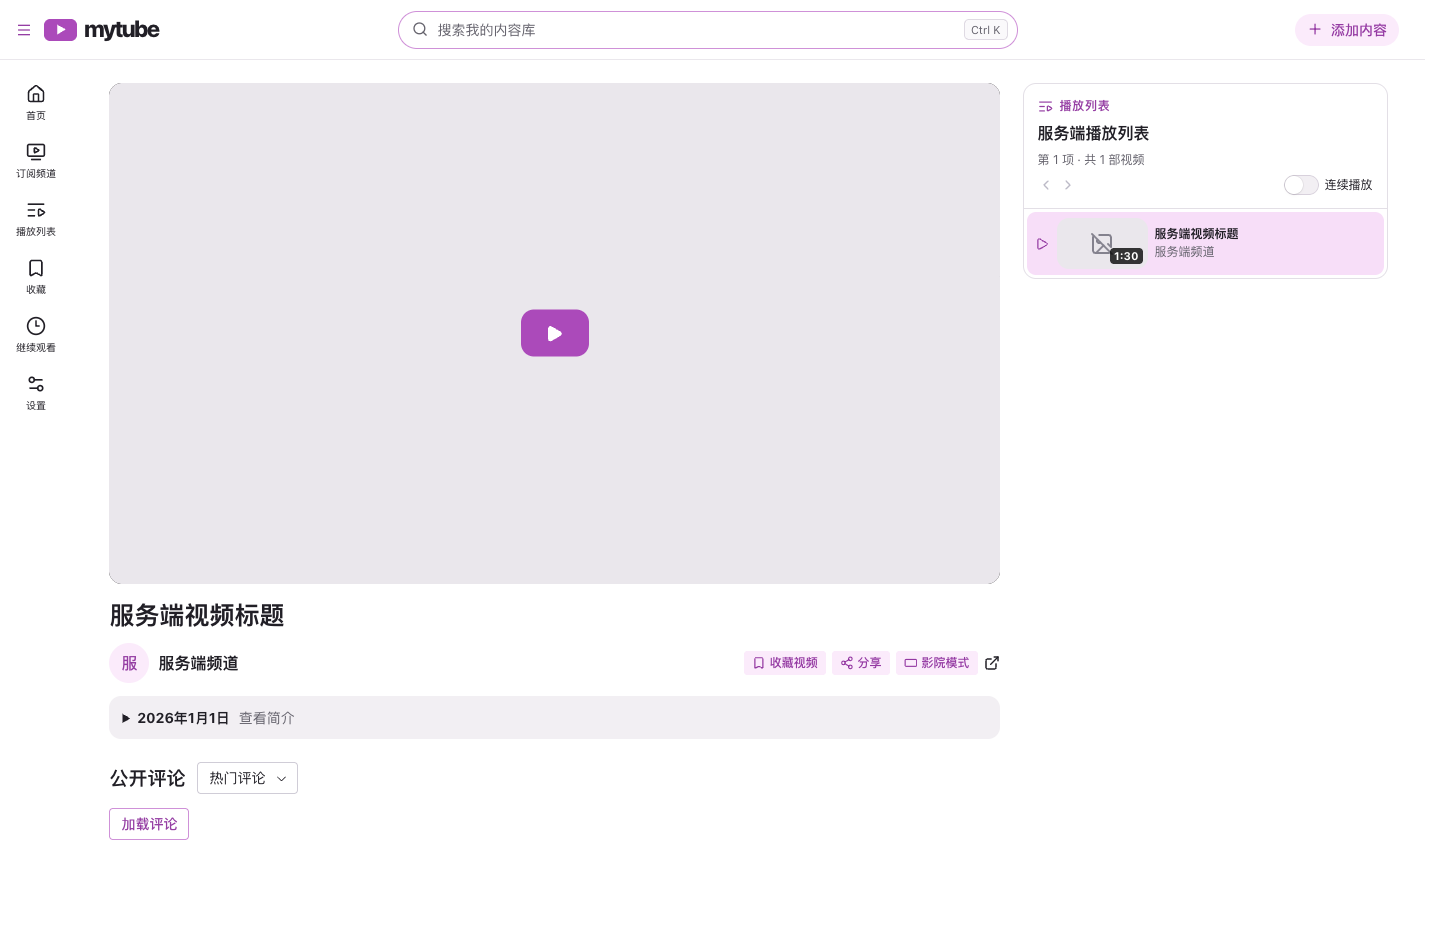 mytube
搜索我的内容库
Ctrl K
添加内容
首页
订阅频道
播放列表
收藏
继续观看
设置
播放列表
服务端播放列表
第 1 项 · 共 1 部视频
连续播放
1:30
服务端视频标题
服务端频道
服务端视频标题
服
服务端频道
收藏视频
分享
影院模式
2026年1月1日 查看简介
公开评论
热门评论
加载评论